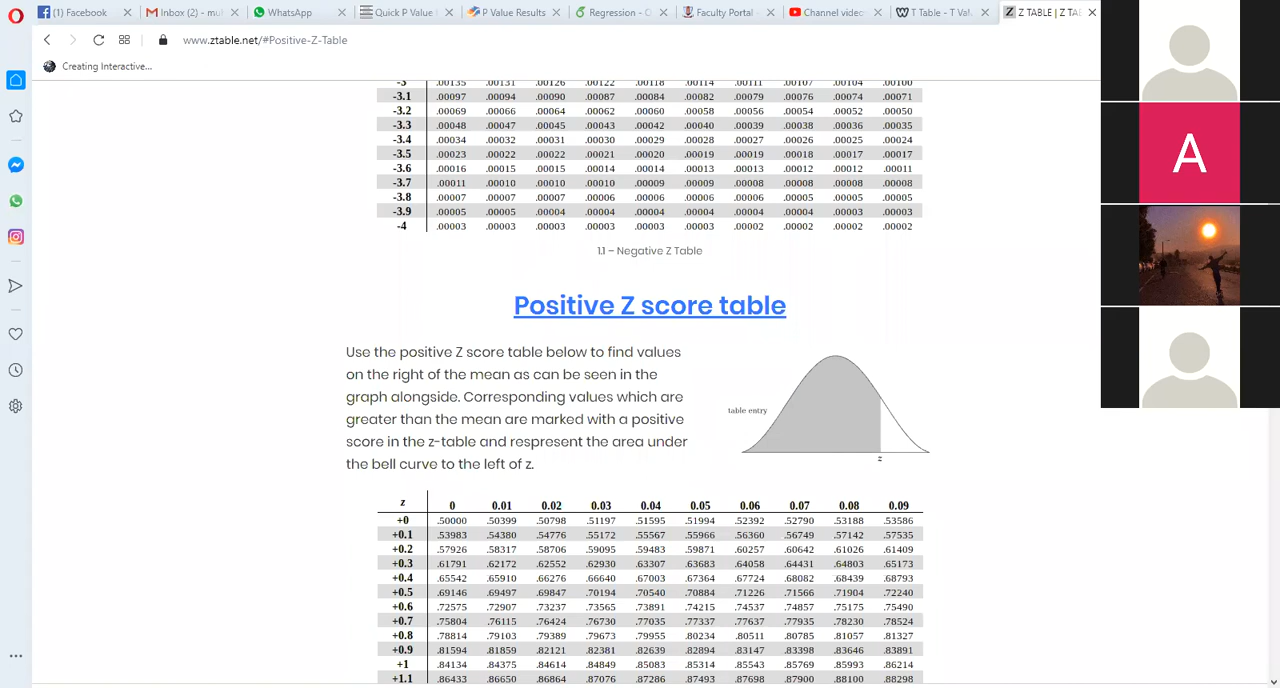 (1) Facebook
Inbox (2) - mu
WhatsApp
Quick P Value
P Value Results
Regression -
Faculty Portal
Channel video
T Table - T Val
Z TABLE | Z TA
www.ztable.net/#Positive-Z-Table
Creating Interactive...
-3 .00135 .00131 .00126 .00122 .00118 .00114 .00111 .00107 .00104 .00100
-3.1 .00097 .00094 .00090 .00087 .00084 .00082 .00079 .00076 .00074 .00071
-3.2 .00069 .00066 .00064 .00062 .00060 .00058 .00056 .00054 .00052 .00050
-3.3 .00048 .00047 .00045 .00043 .00042 .00040 .00039 .00038 .00036 .00035
-3.4 .00034 .00032 .00031 .00030 .00029 .00028 .00027 .00026 .00025 .00024
-3.5 .00023 .00022 .00022 .00021 .00020 .00019 .00019 .00018 .00017 .00017
-3.6 .00016 .00015 .00015 .00014 .00014 .00013 .00013 .00012 .00012 .00011
-3.7 .00011 .00010 .00010 .00010 .00009 .00009 .00008 .00008 .00008 .00008
-3.8 .00007 .00007 .00007 .00006 .00006 .00006 .00006 .00005 .00005 .00005
-3.9 .00005 .00005 .00004 .00004 .00004 .00004 .00004 .00004 .00003 .00003
-4 .00003 .00003 .00003 .00003 .00003 .00003 .00002 .00002 .00002 .00002
1.1 – Negative Z Table
Positive Z score table
Use the positive Z score table below to find values
on the right of the mean as can be seen in the
graph alongside. Corresponding values which are
greater than the mean are marked with a positive
score in the z-table and respresent the area under
the bell curve to the left of z.
table entry
z
z 0 0.01 0.02 0.03 0.04 0.05 0.06 0.07 0.08 0.09
+0 .50000 .50399 .50798 .51197 .51595 .51994 .52392 .52790 .53188 .53586
+0.1 .53983 .54380 .54776 .55172 .55567 .55966 .56360 .56749 .57142 .57535
+0.2 .57926 .58317 .58706 .59095 .59483 .59871 .60257 .60642 .61026 .61409
+0.3 .61791 .62172 .62552 .62930 .63307 .63683 .64058 .64431 .64803 .65173
+0.4 .65542 .65910 .66276 .66640 .67003 .67364 .67724 .68082 .68439 .68793
+0.5 .69146 .69497 .69847 .70194 .70540 .70884 .71226 .71566 .71904 .72240
+0.6 .72575 .72907 .73237 .73565 .73891 .74215 .74537 .74857 .75175 .75490
+0.7 .75804 .76115 .76424 .76730 .77035 .77337 .77637 .77935 .78230 .78524
+0.8 .78814 .79103 .79389 .79673 .79955 .80234 .80511 .80785 .81057 .81327
+0.9 .81594 .81859 .82121 .82381 .82639 .82894 .83147 .83398 .83646 .83891
+1 .84134 .84375 .84614 .84849 .85083 .85314 .85543 .85769 .85993 .86214
+1.1 .86433 .86650 .86864 .87076 .87286 .87493 .87698 .87900 .88100 .88298
A